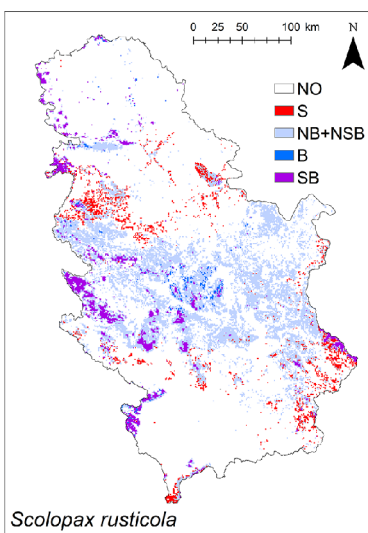 0 25 50 100 km
N
NO
S
NB+NSB
B
SB
Scolopax rusticola